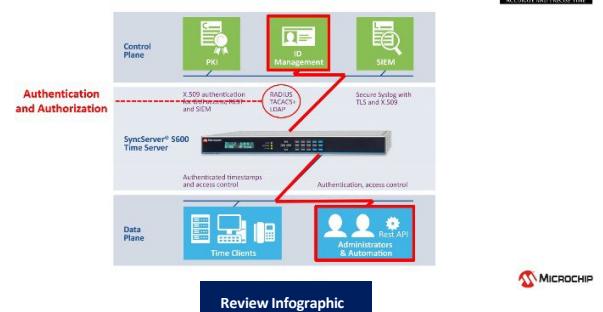 Control
Plane
PKI
ID
Management
SIEM
Authentication
and Authorization
X.509 authentication
and SIEM
RADIUS
TACACS+
LDAP
Secure Syslog with
TLS and X.509
SyncServer® S600
Time Server
Authenticated timestamps
and access control
Authentication, access control
Data
Plane
Time Clients
Rest API
Administrators
& Automation
MICROCHIP
Review Infographic